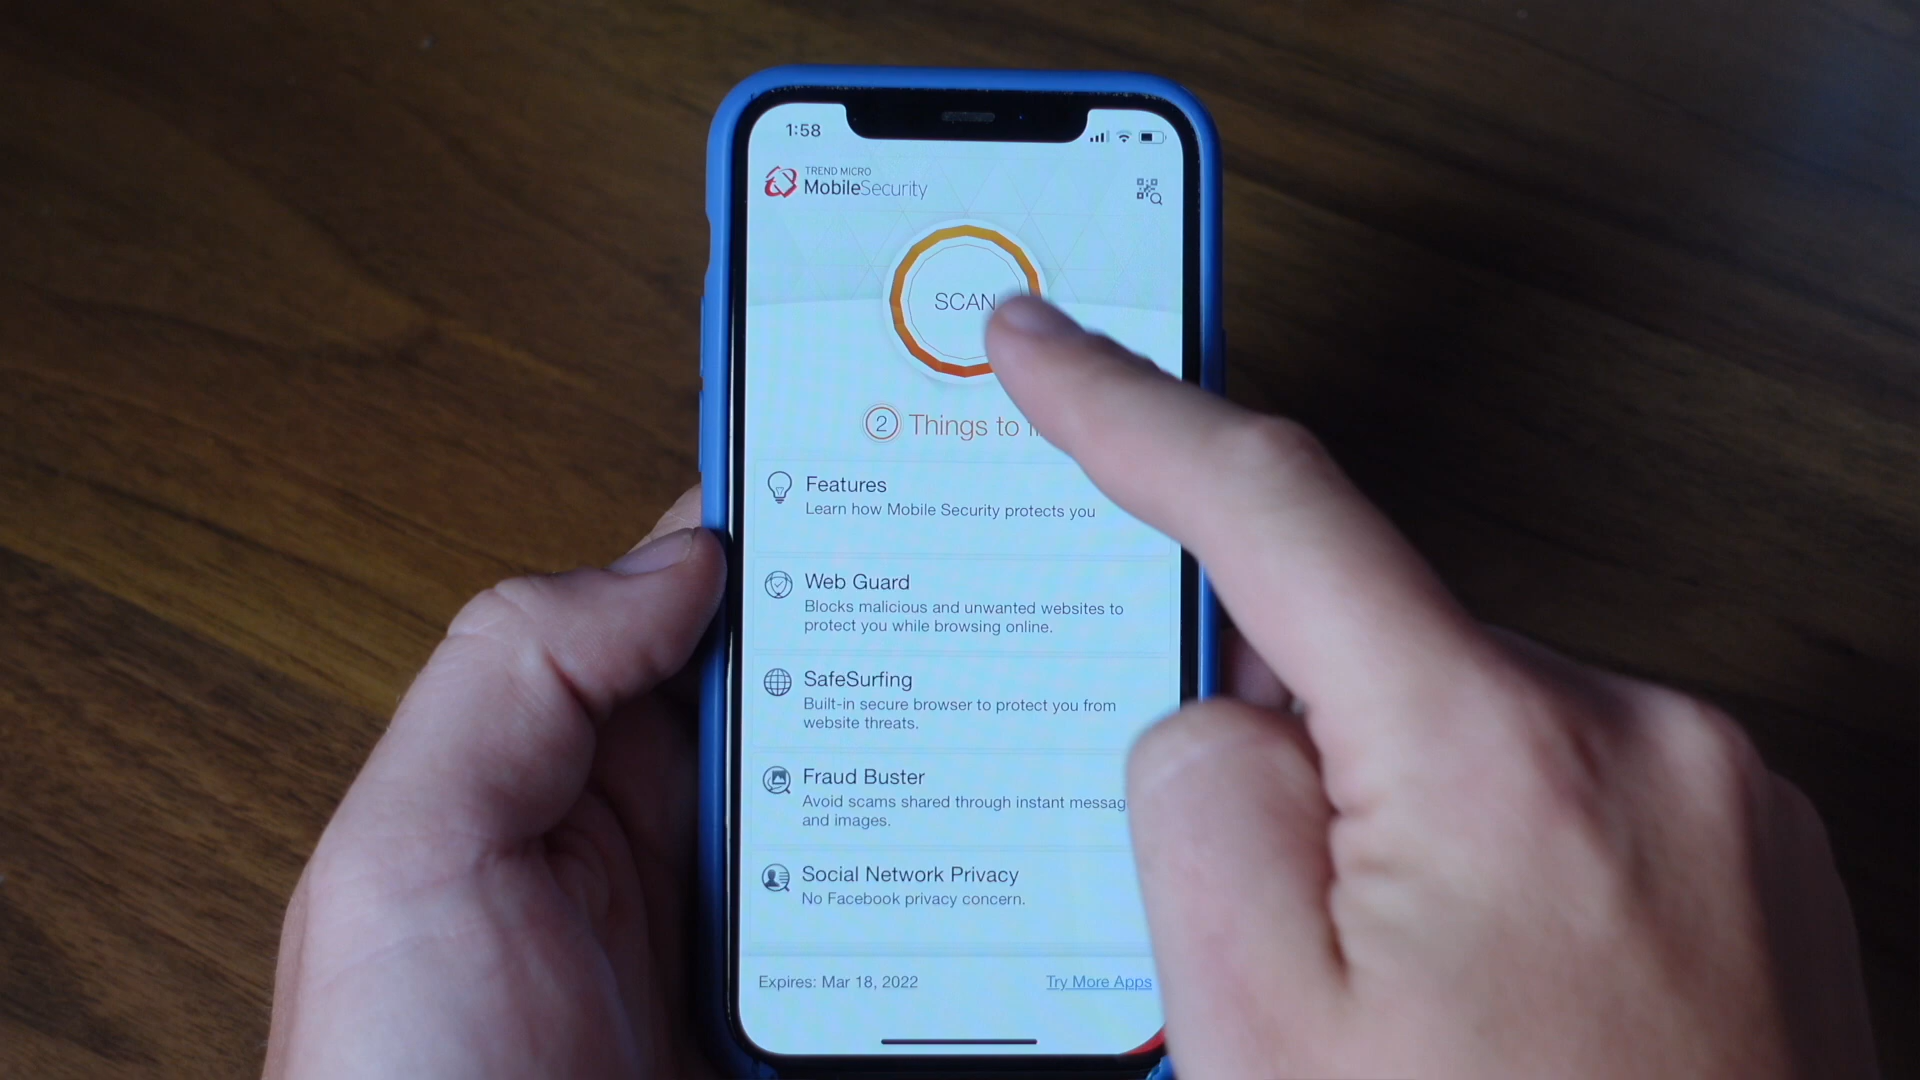 1:58
TREND MICRO
MobileSecurity
SCAN
2 Things to
Features
Learn how Mobile Security protects you
Web Guard
Blocks malicious and unwanted websites to
protect you while browsing online.
SafeSurfing
Built-in secure browser to protect you from
website threats.
Fraud Buster
Avoid scams shared through instant messag
and images.
Social Network Privacy
No Facebook privacy concern.
Expires: Mar 18, 2022
Try More Apps